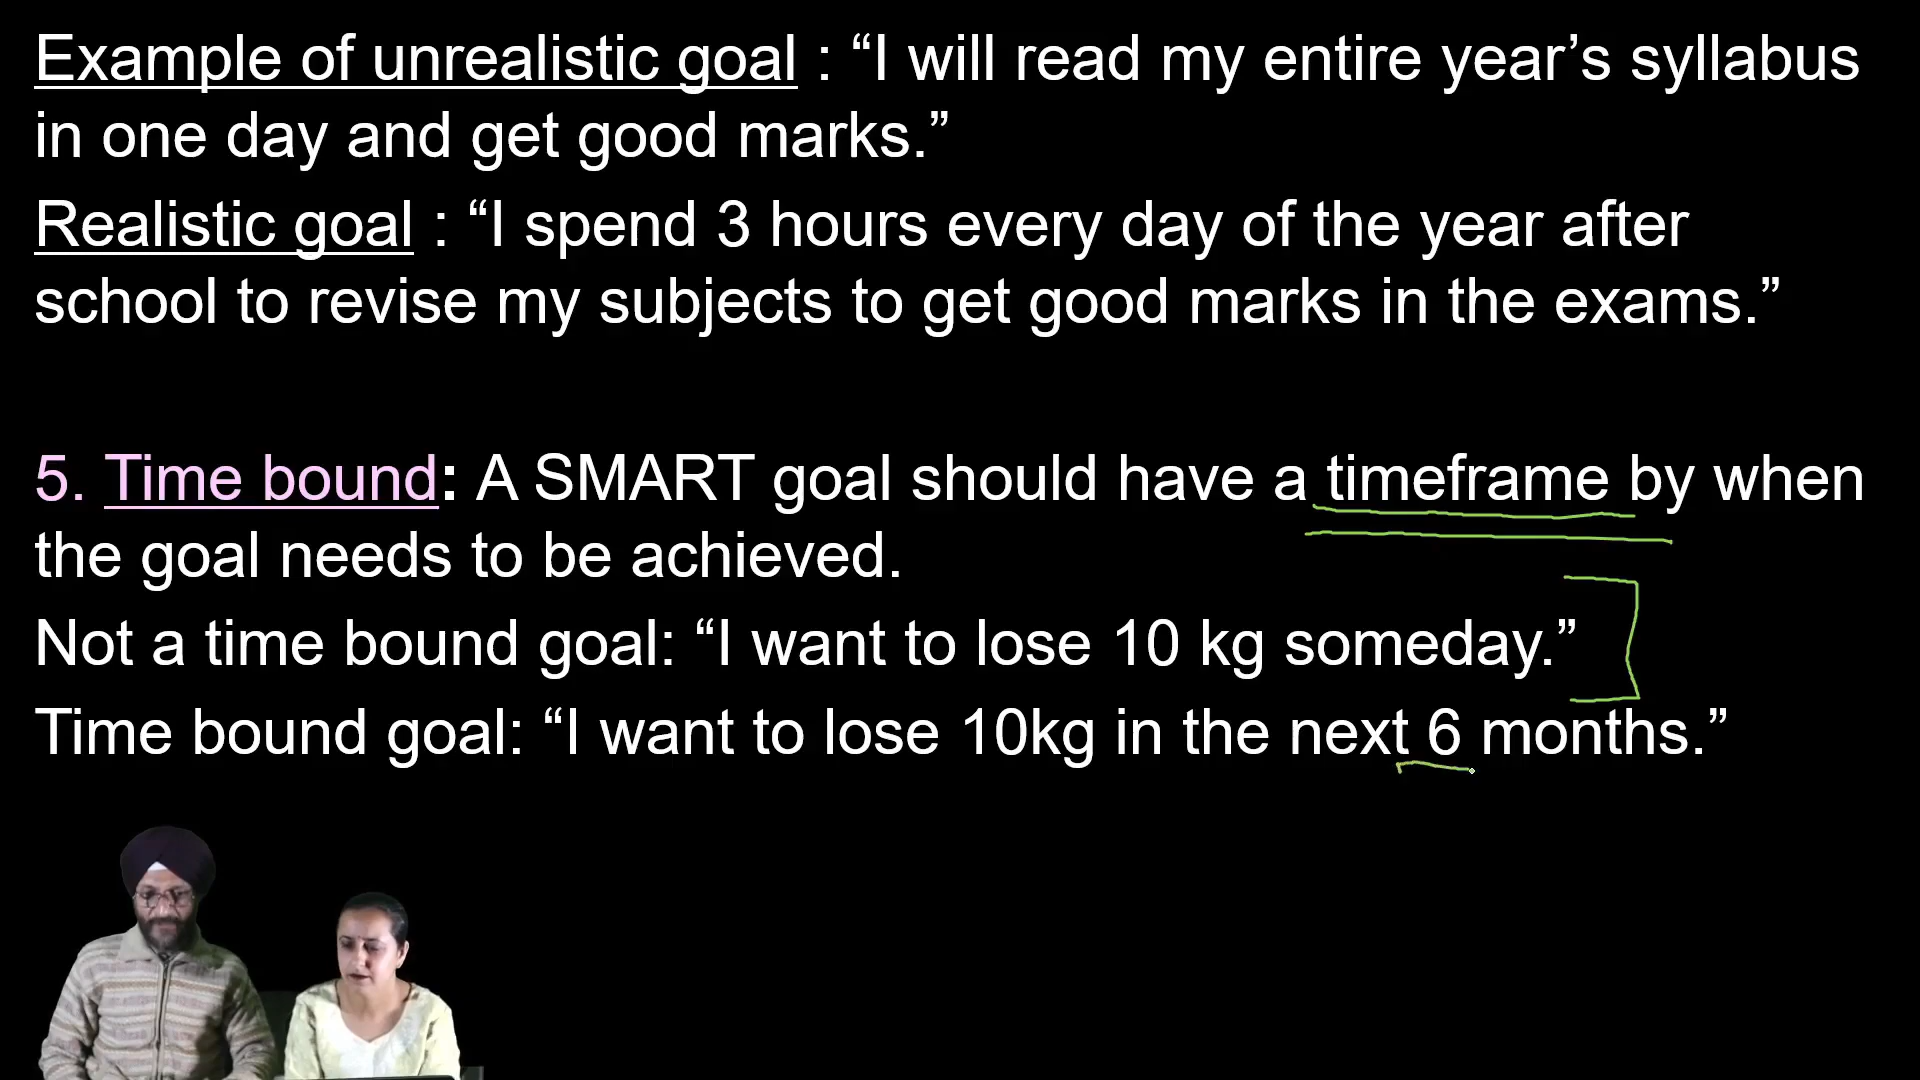 Example of unrealistic goal : “I will read my entire year’s syllabus
in one day and get good marks.”
Realistic goal : “I spend 3 hours every day of the year after
school to revise my subjects to get good marks in the exams.”
5. Time bound: A SMART goal should have a timeframe by when
the goal needs to be achieved.
Not a time bound goal: “I want to lose 10 kg someday.”
Time bound goal: “I want to lose 10kg in the next 6 months.”